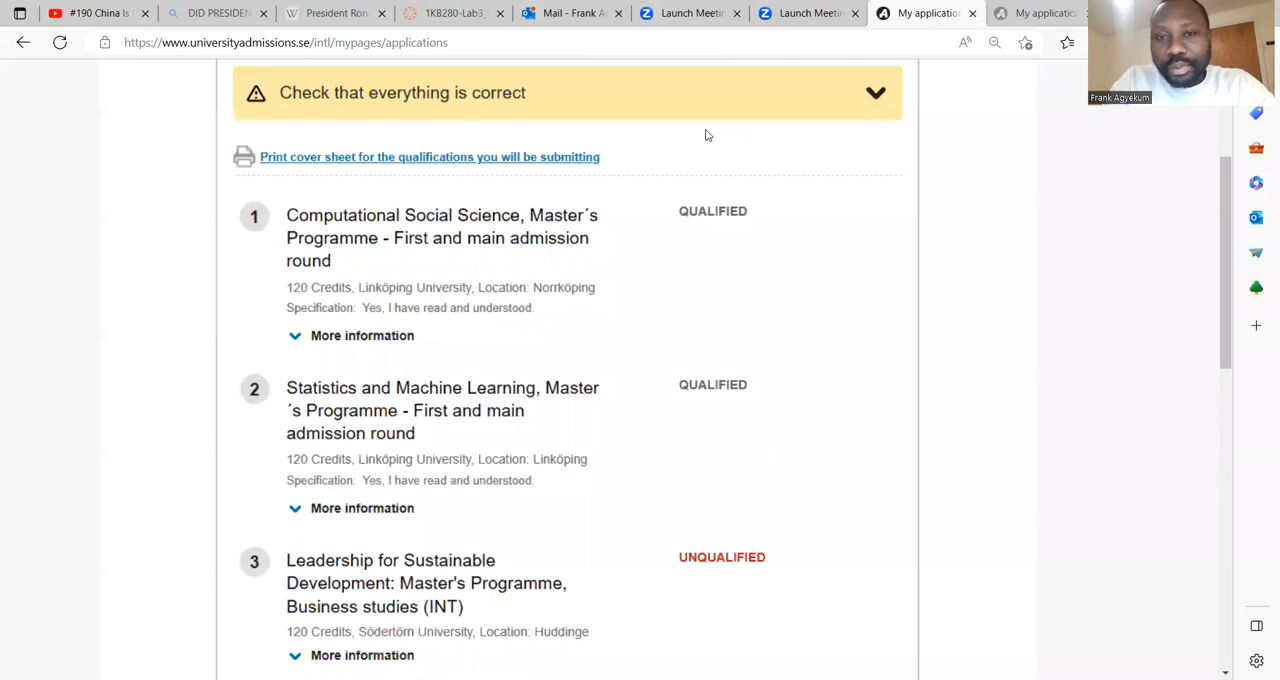 #190 China Is
DID PRESIDEN
President Ron
1KB280-Lab3_
Mail - Frank A
Launch Meetin
Launch Meetin
My applicatio
My application
https://www.universityadmissions.se/intl/mypages/applications
Frank Agyekum
Check that everything is correct
Print cover sheet for the qualifications you will be submitting
1
Computational Social Science, Master´s
QUALIFIED
Programme - First and main admission
round
120 Credits, Linköping University, Location: Norrköping
Specification: Yes, I have read and understood.
More information
2
Statistics and Machine Learning, Master
QUALIFIED
´s Programme - First and main
admission round
120 Credits, Linköping University, Location: Linköping
Specification: Yes, I have read and understood.
More information
3
Leadership for Sustainable
UNQUALIFIED
Development: Master's Programme,
Business studies (INT)
120 Credits, Södertörn University, Location: Huddinge
More information